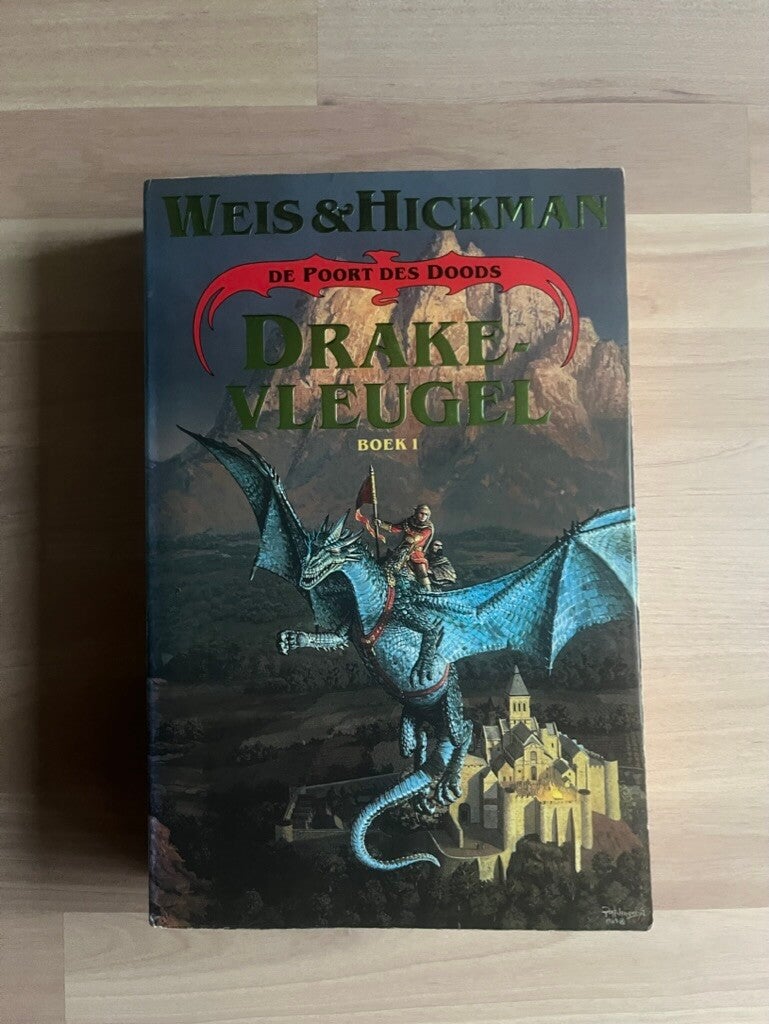 WEIS & HICKMAN
DE POORT DES DOODS
DRAKE-
VLEUGEL
BOEK 1